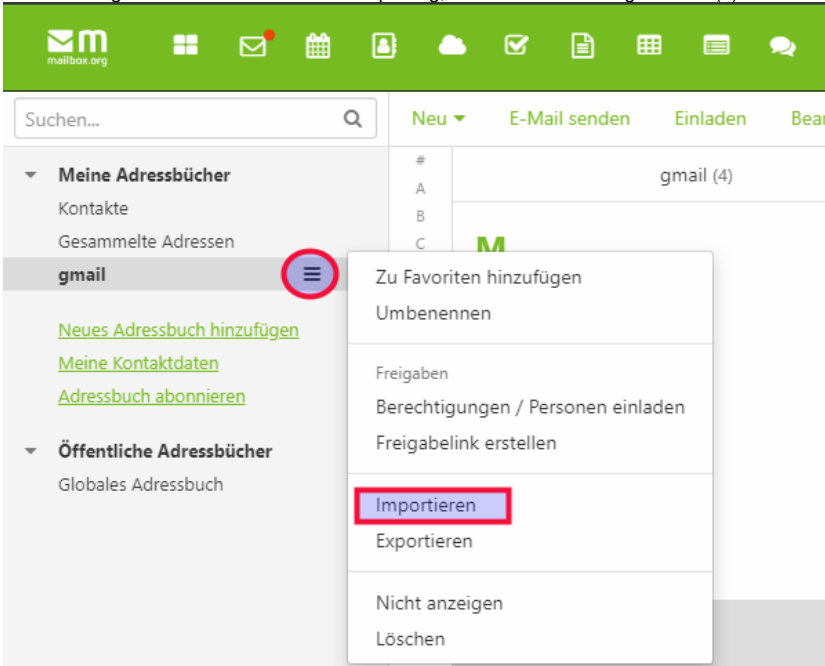 mailbox.org
Suchen...
Neu
E-Mail senden
Einladen
Meine Adressbücher
Kontakte
Gesammelte Adressen
gmail
Neues Adressbuch hinzufügen
Meine Kontaktdaten
Adressbuch abonnieren
Öffentliche Adressbücher
Globales Adressbuch
#
A
B
C
gmail (4)
M
Zu Favoriten hinzufügen
Umbenennen
Freigaben
Berechtigungen / Personen einladen
Freigabelink erstellen
Importieren
Exportieren
Nicht anzeigen
Löschen